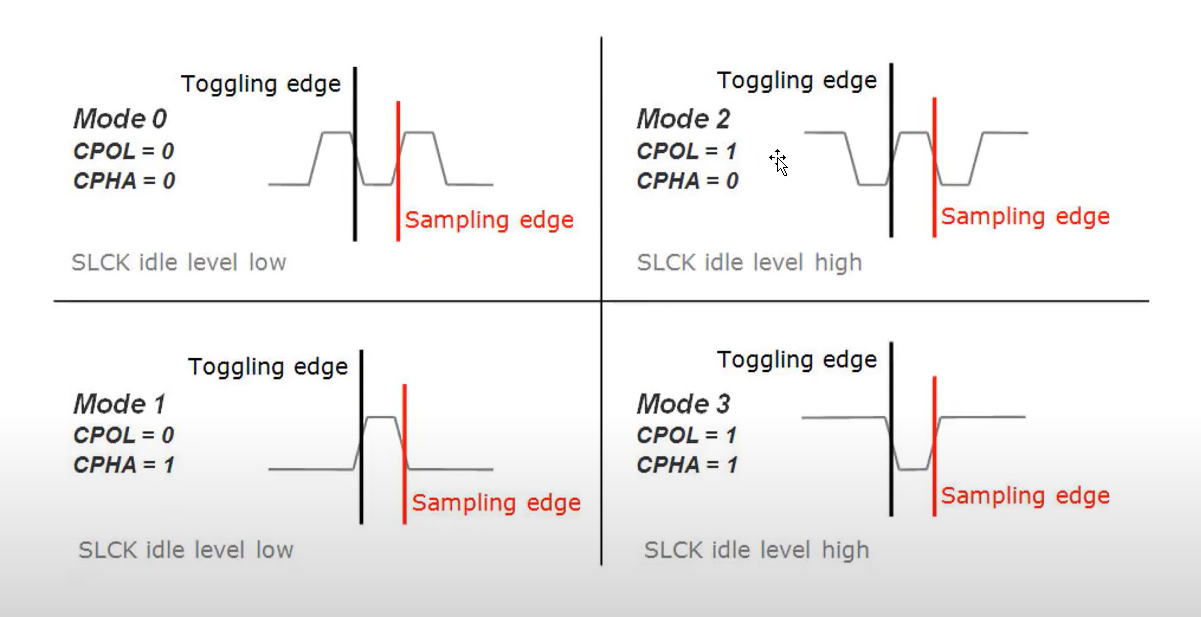 Toggling edge
Mode 0
CPOL = 0
CPHA = 0
Sampling edge
SLCK idle level low
Toggling edge
Mode 2
CPOL = 1
CPHA = 0
Sampling edge
SLCK idle level high
Toggling edge
Mode 1
CPOL = 0
CPHA = 1
Sampling edge
SLCK idle level low
Toggling edge
Mode 3
CPOL = 1
CPHA = 1
Sampling edge
SLCK idle level high